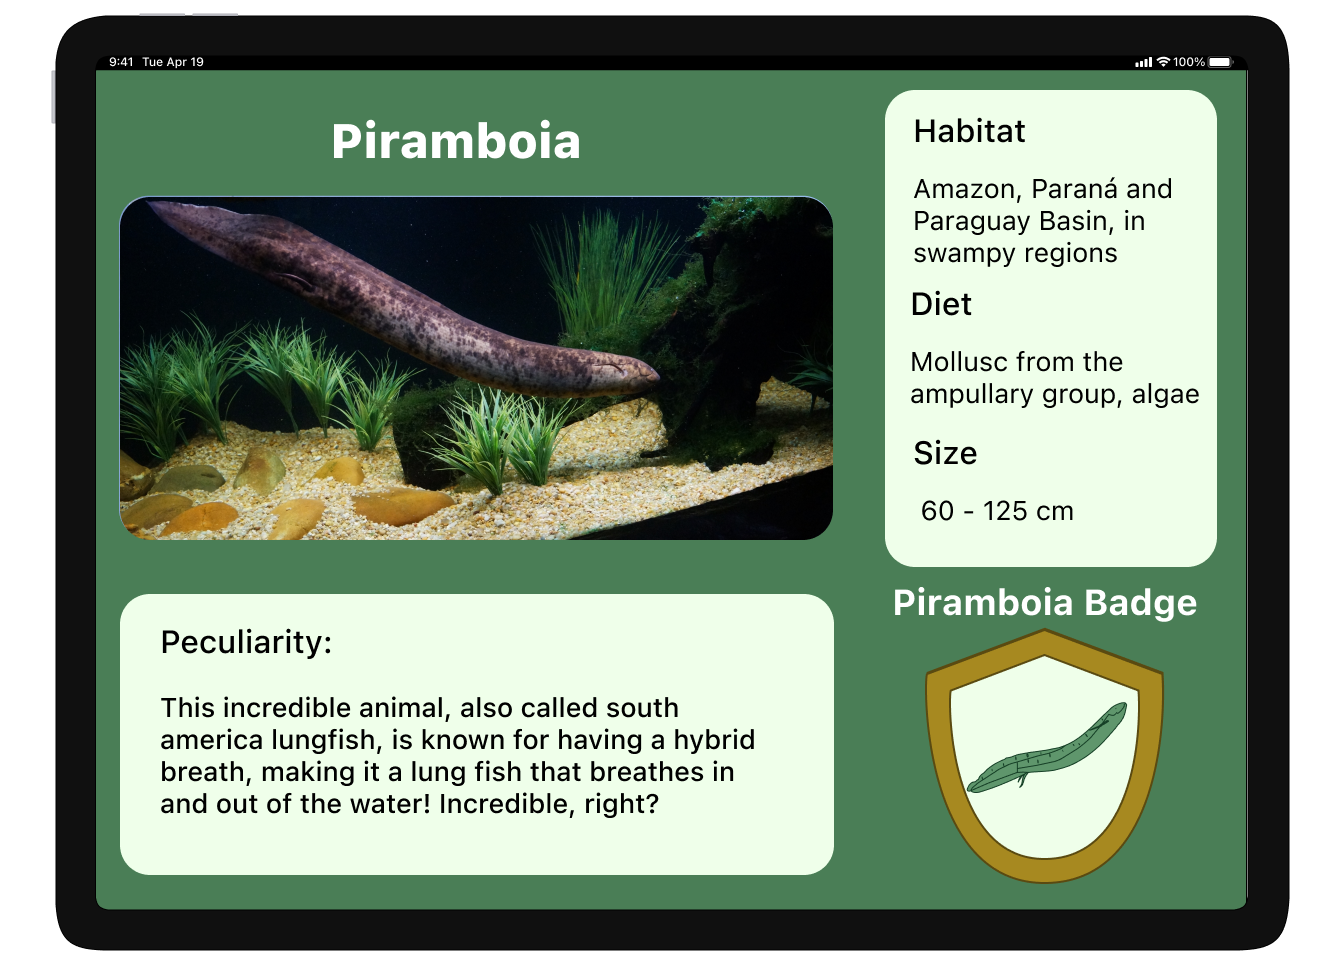 9:41 Tue Apr 19
100%
Piramboia
Habitat
Amazon, Paraná and
Paraguay Basin, in
swampy regions
Diet
Mollusc from the
ampullary group, algae
Size
60 - 125 cm
Peculiarity:
This incredible animal, also called south
america lungfish, is known for having a hybrid
breath, making it a lung fish that breathes in
and out of the water! Incredible, right?
Piramboia Badge